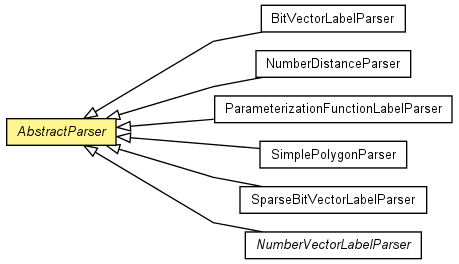 BitVectorLabelParser
NumberDistanceParser
ParameterizationFunctionLabelParser
AbstractParser
SimplePolygonParser
SparseBitVectorLabelParser
NumberVectorLabelParser